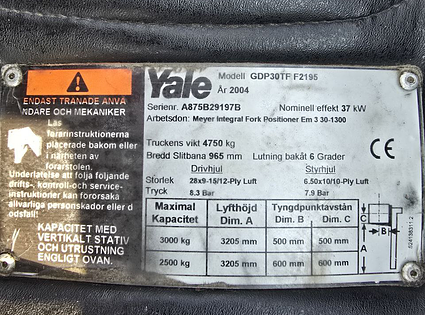 ENDAST TRÄNADE ANVÄ
NDARE OCH MEKANIKER
Läs
förarinstruktionerna
placerade bakom eller
i närheten av
förarstolen.
Underlåtelse att följa följande
drifts-, kontroll-och service-
instruktioner kan förorsaka
allvarliga personskador eller d
ödsfall!
KAPACITET MED
VERTIKALT STATIV
OCH UTRUSTNING
ENLIGT OVAN.
Yale
Modell GDP30TF F2195
År 2004
Serienr. A875B29197B Nominell effekt 37 kW
Arbetsdon: Meyer Integral Fork Positioner Em 3 30-1300
Truckens vikt 4750 kg
Bredd Slitbana 965 mm Lutning bakåt 6 Grader
CE
Drivhjul Styrhjul
Storlek 28x9-15/12-Ply Luft 6.50x10/10-Ply Luft
Tryck 8.3 Bar 7.9 Bar
Maximal Kapacitet Lyfthöjd Dim. A Tyngdpunktavstån Dim. B Dim. C
3000 kg 3205 mm 500 mm 500 mm
2500 kg 3205 mm 600 mm 600 mm
C
B
A
524138311.2